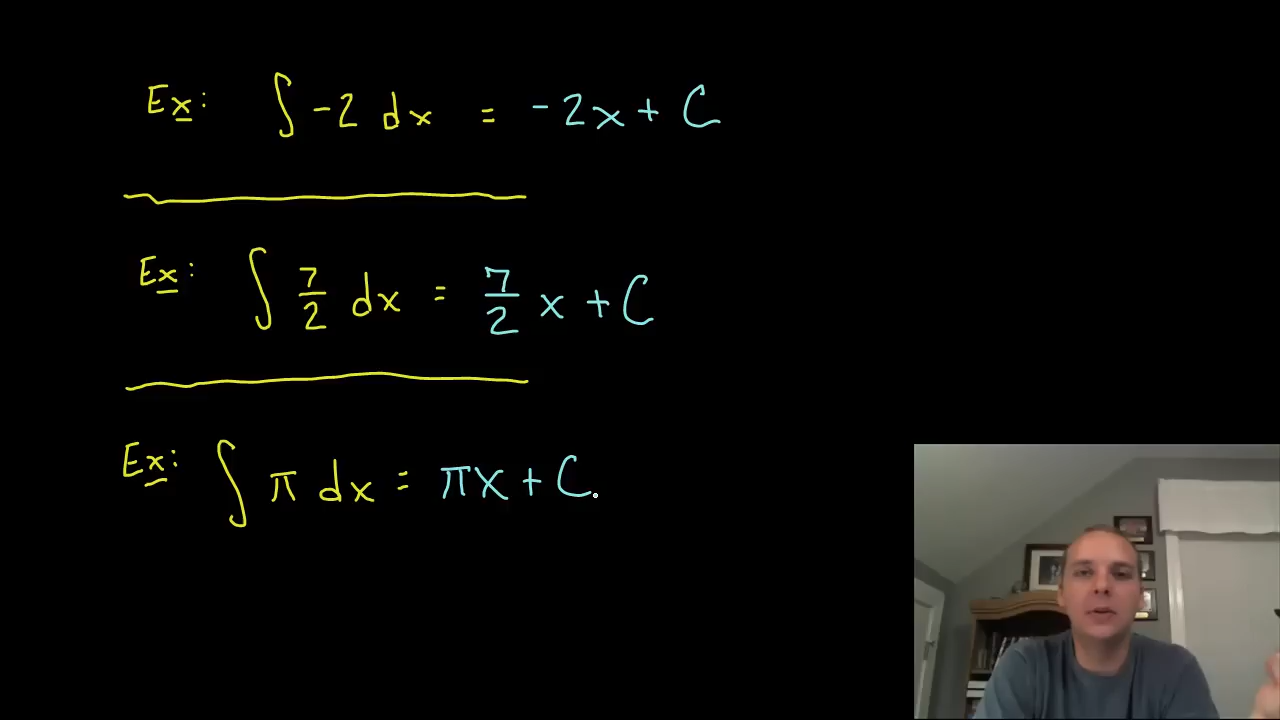 Ex: ∫ -2 dx = -2x + C
Ex: ∫ 7/2 dx = 7/2 x + C
Ex: ∫ π dx = πx + C